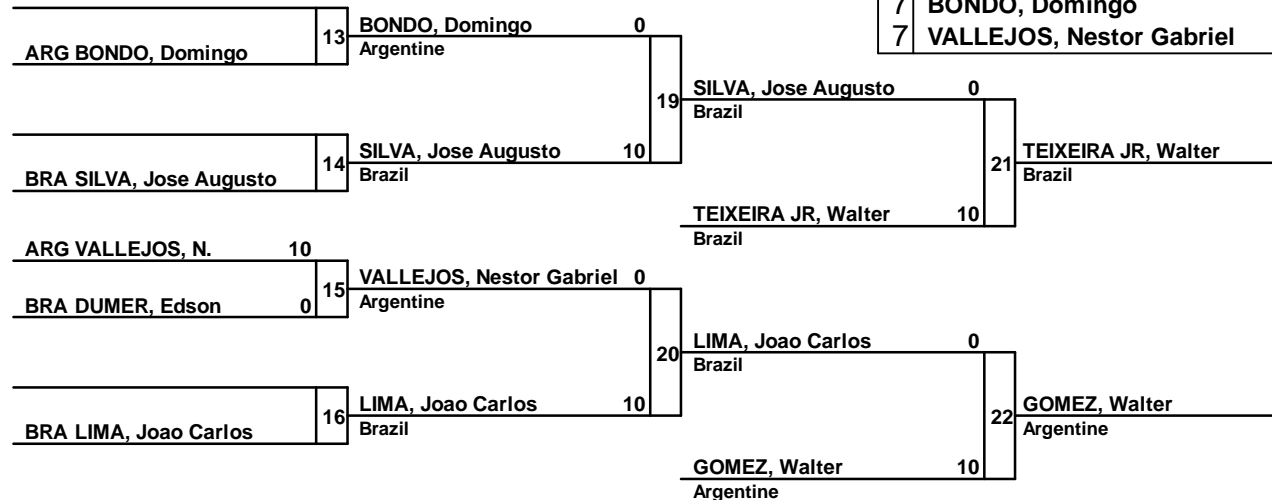 7 BONDO, Domingo
7 VALLEJOS, Nestor Gabriel
ARG BONDO, Domingo
13
BONDO, Domingo 0
Argentine
BRA SILVA, Jose Augusto
14
SILVA, Jose Augusto 10
Brazil
19
SILVA, Jose Augusto 0
Brazil
TEIXEIRA JR, Walter 10
Brazil
21
TEIXEIRA JR, Walter
Brazil
ARG VALLEJOS, N. 10
BRA DUMER, Edson 0
15
VALLEJOS, Nestor Gabriel 0
Argentine
BRA LIMA, Joao Carlos
16
LIMA, Joao Carlos 10
Brazil
20
LIMA, Joao Carlos 0
Brazil
GOMEZ, Walter 10
Argentine
22
GOMEZ, Walter
Argentine